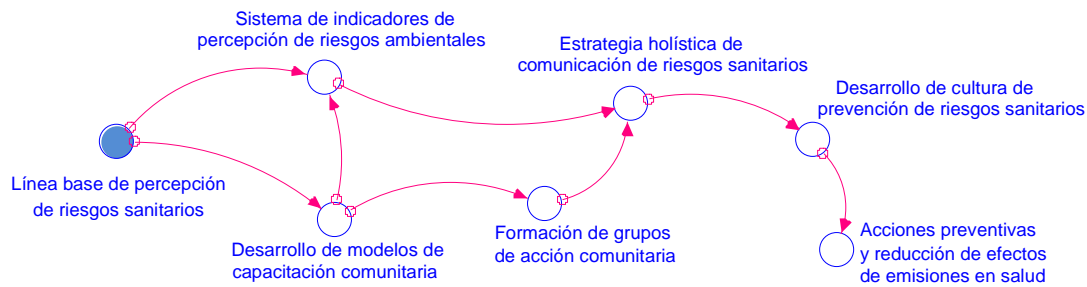 Sistema de indicadores de
percepción de riesgos ambientales
Estrategia holística de
comunicación de riesgos sanitarios
Desarrollo de cultura de
prevención de riesgos sanitarios
Línea base de percepción
de riesgos sanitarios
Desarrollo de modelos de
capacitación comunitaria
Formación de grupos
de acción comunitaria
Acciones preventivas
y reducción de efectos
de emisiones en salud